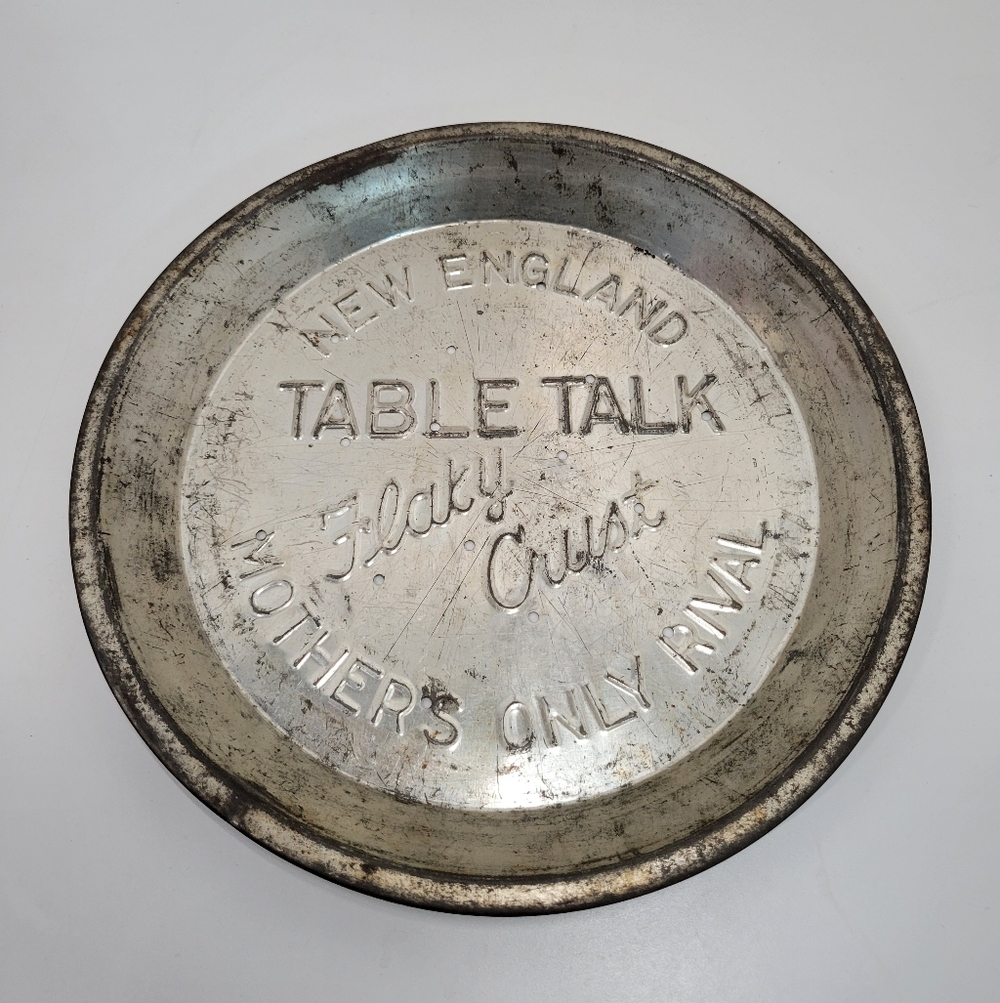 NEW ENGLAND
TABLE TALK
Flaky
Crust
MOTHER'S ONLY RIVAL